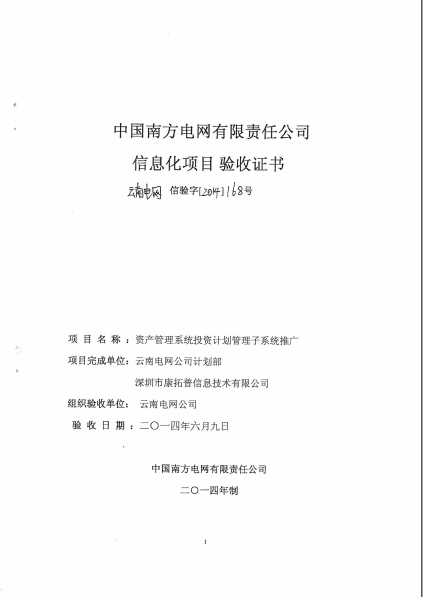 中国南方电网有限责任公司
信息化项目 验收证书
云南电网 信验字[2014]168号
项 目 名 称 ：资产管理系统投资计划管理子系统推广
项目完成单位：云南电网公司计划部
深圳市康拓普信息技术有限公司
组织验收单位： 云南电网公司
验 收 日 期 ：二〇一四年六月九日
中国南方电网有限责任公司
二〇一四年制
1